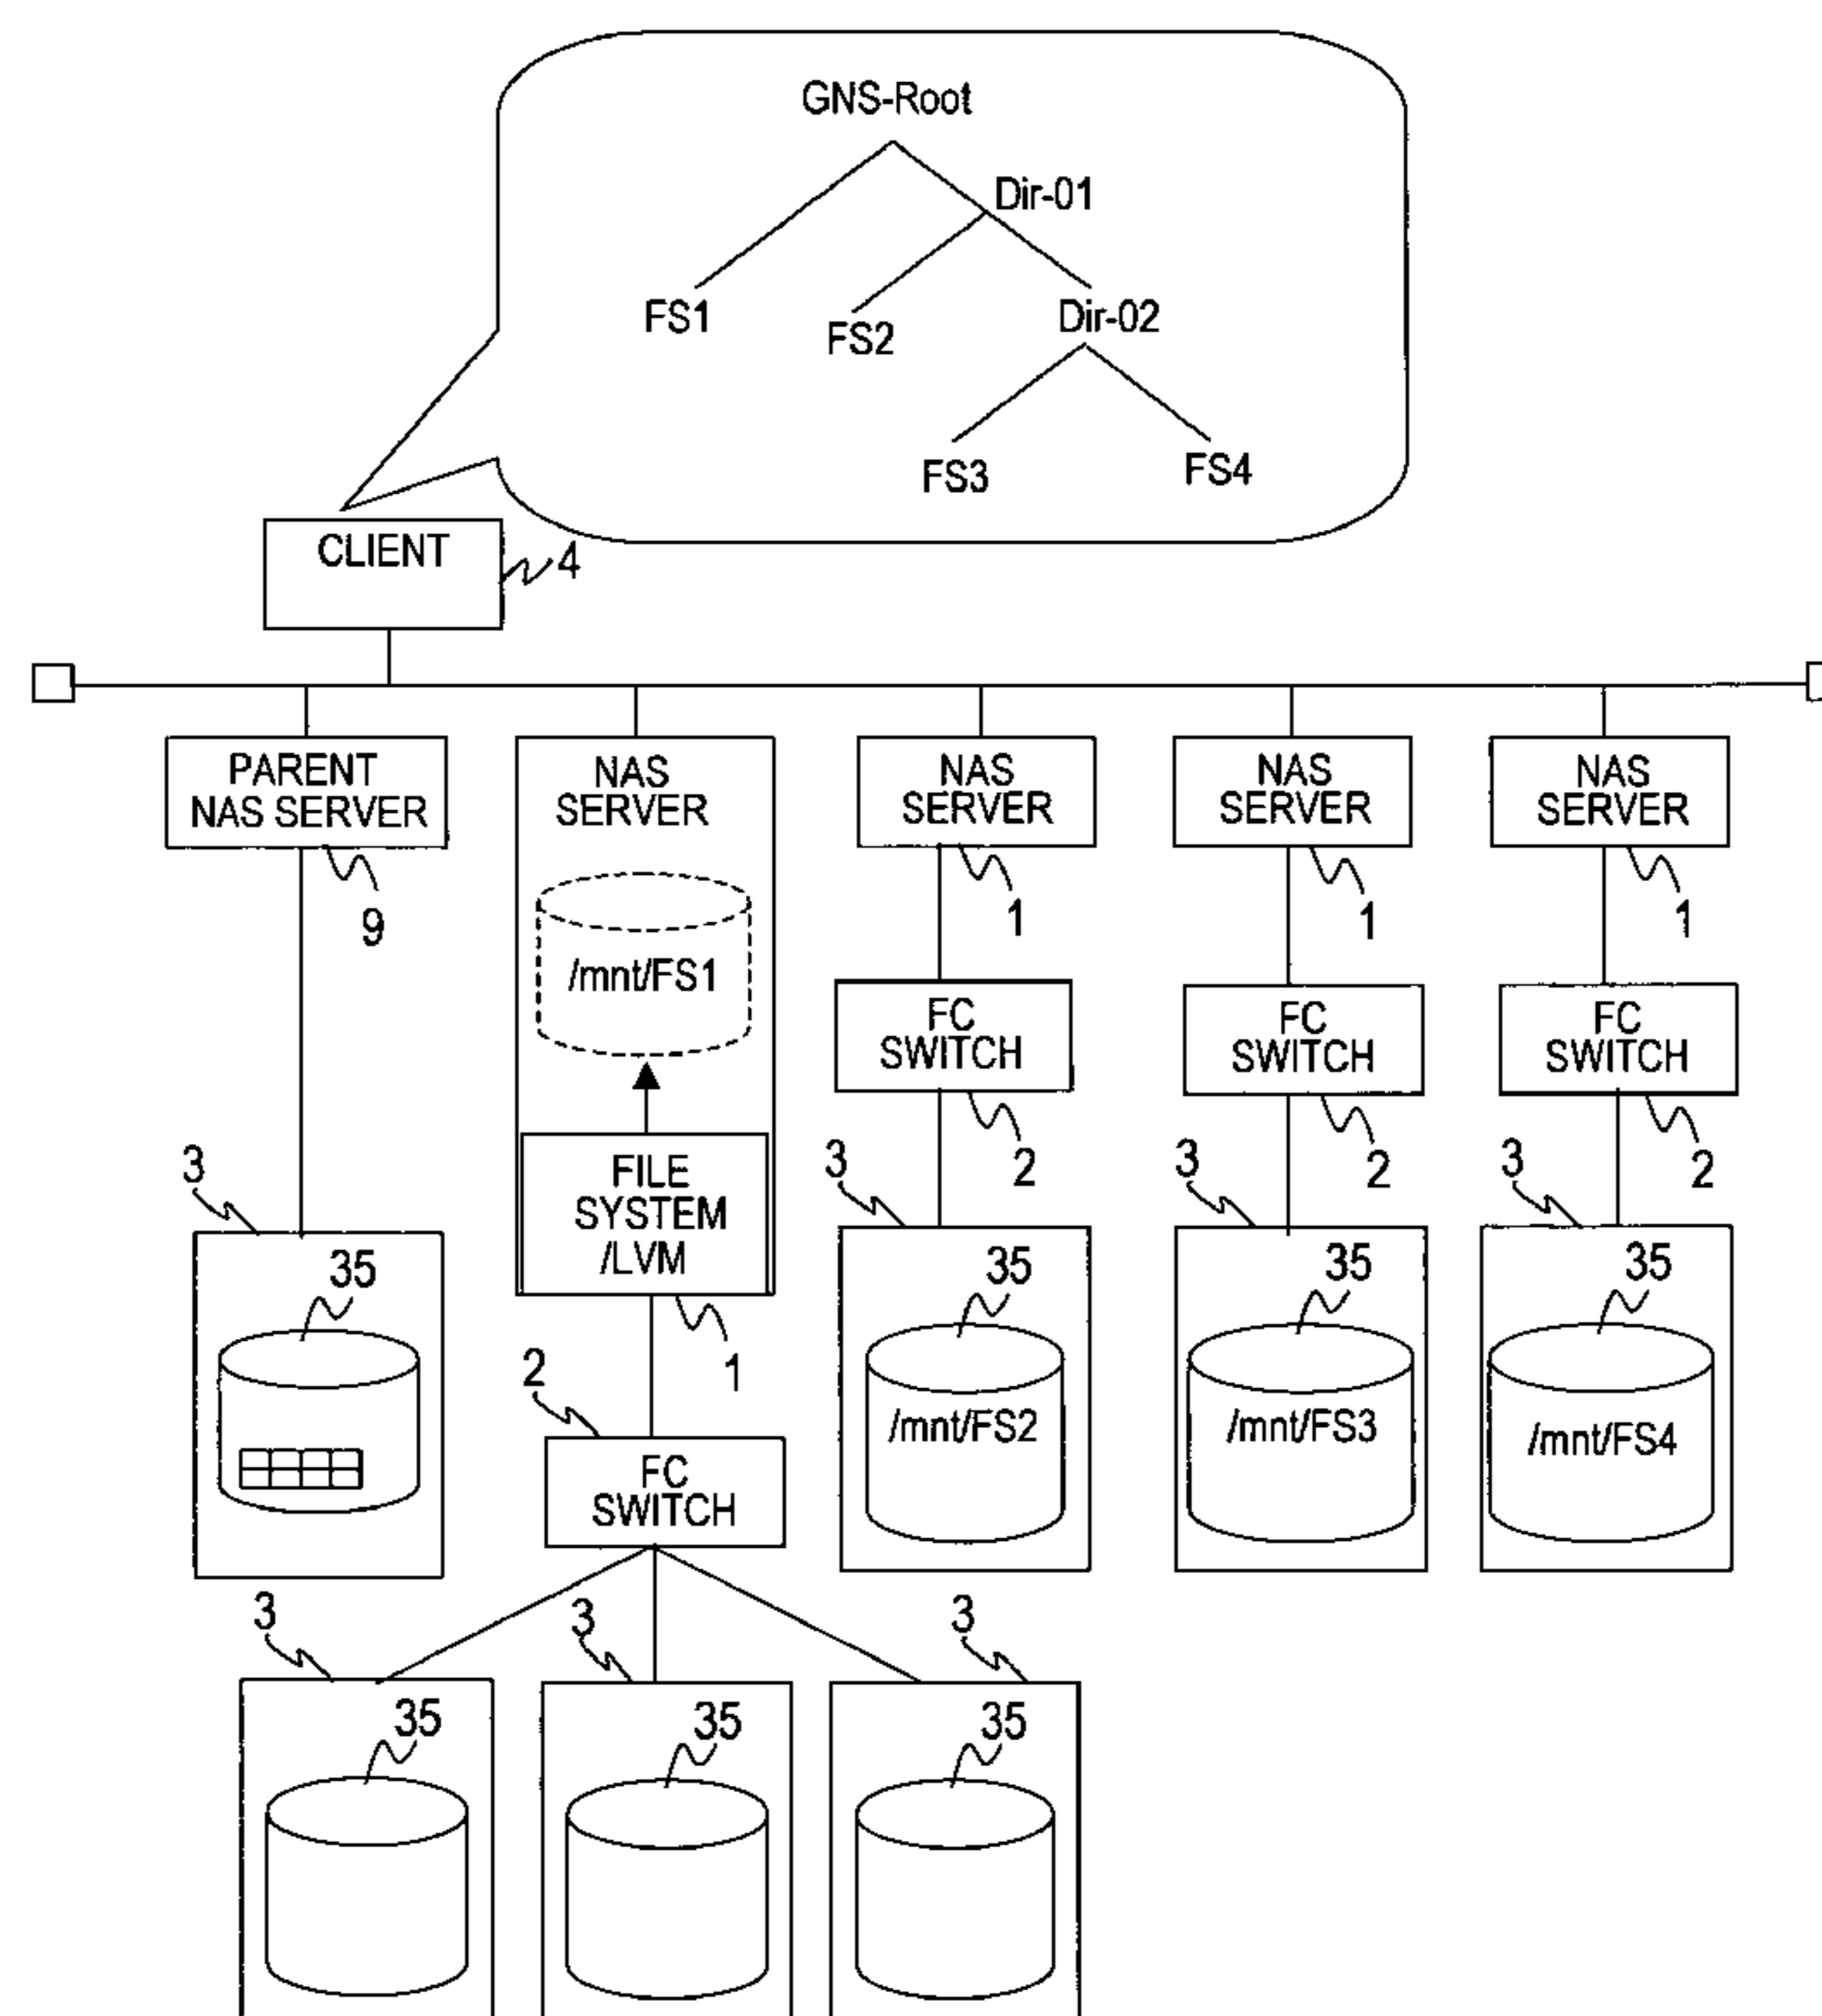 GNS-Root
Dir-01
FS1
FS2
Dir-02
FS3
FS4
CLIENT
4
PARENT
NAS SERVER
9
NAS
SERVER
NAS
SERVER
1
NAS
SERVER
1
NAS
SERVER
1
/mnt/FS1
FC
SWITCH
2
FC
SWITCH
2
FC
SWITCH
2
FILE
SYSTEM
/LVM
1
3
35
3
35
/mnt/FS2
3
35
/mnt/FS3
3
35
/mnt/FS4
2
FC
SWITCH
3
35
3
35
3
35